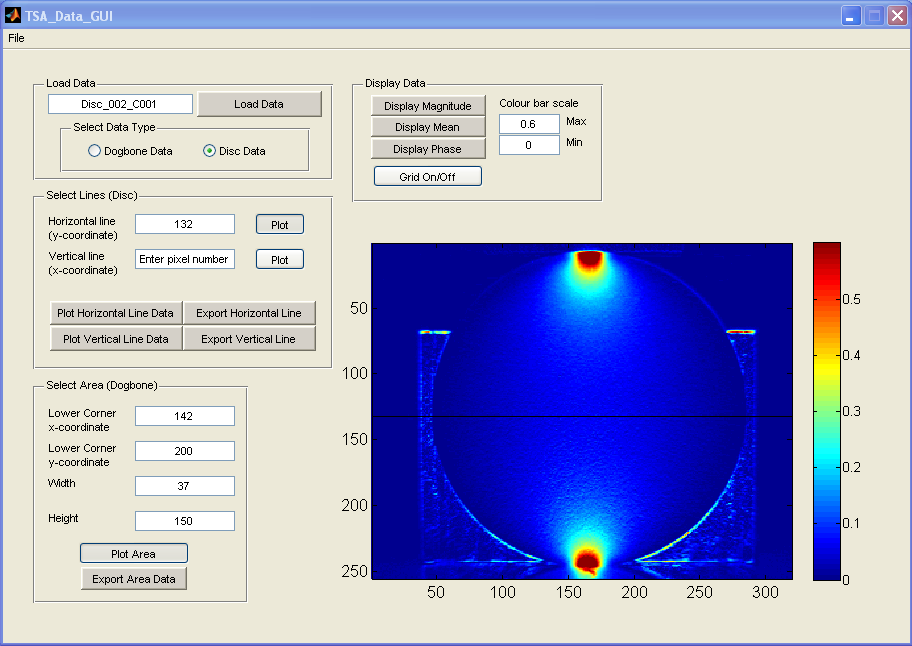 TSA_Data_GUI
File
Load Data
Disc_002_C001
Load Data
Select Data Type
Dogbone Data
Disc Data
Display Data
Display Magnitude
Display Mean
Display Phase
Grid On/Off
Colour bar scale
0.6 Max
0 Min
Select Lines (Disc)
Horizontal line
(y-coordinate)
132
Plot
Vertical line
(x-coordinate)
Enter pixel number
Plot
Plot Horizontal Line Data
Export Horizontal Line
Plot Vertical Line Data
Export Vertical Line
Select Area (Dogbone)
Lower Corner
x-coordinate
142
Lower Corner
y-coordinate
200
Width
37
Height
150
Plot Area
Export Area Data
50
100
150
200
250
50 100 150 200 250 300
0.5
0.4
0.3
0.2
0.1
0